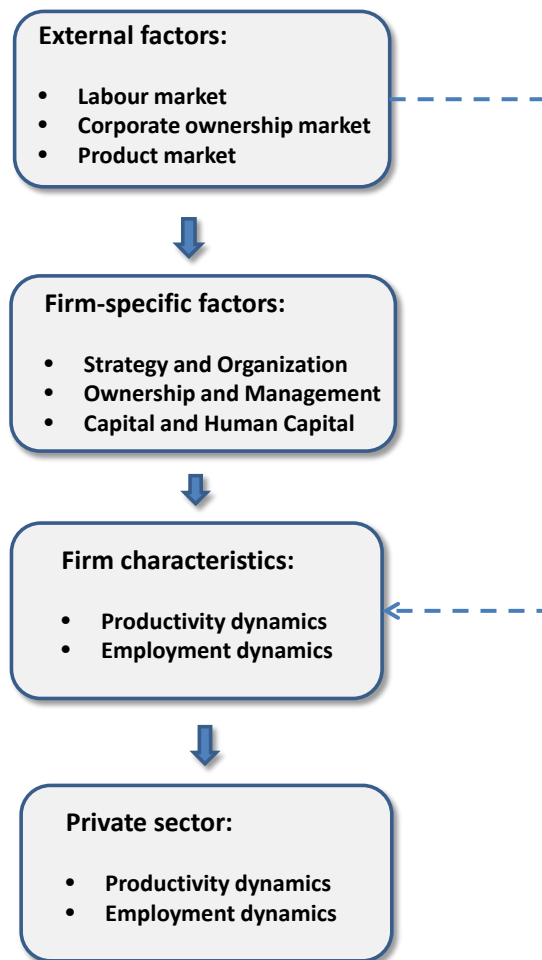 External factors:
• Labour market
• Corporate ownership market
• Product market
Firm-specific factors:
• Strategy and Organization
• Ownership and Management
• Capital and Human Capital
Firm characteristics:
• Productivity dynamics
• Employment dynamics
Private sector:
• Productivity dynamics
• Employment dynamics